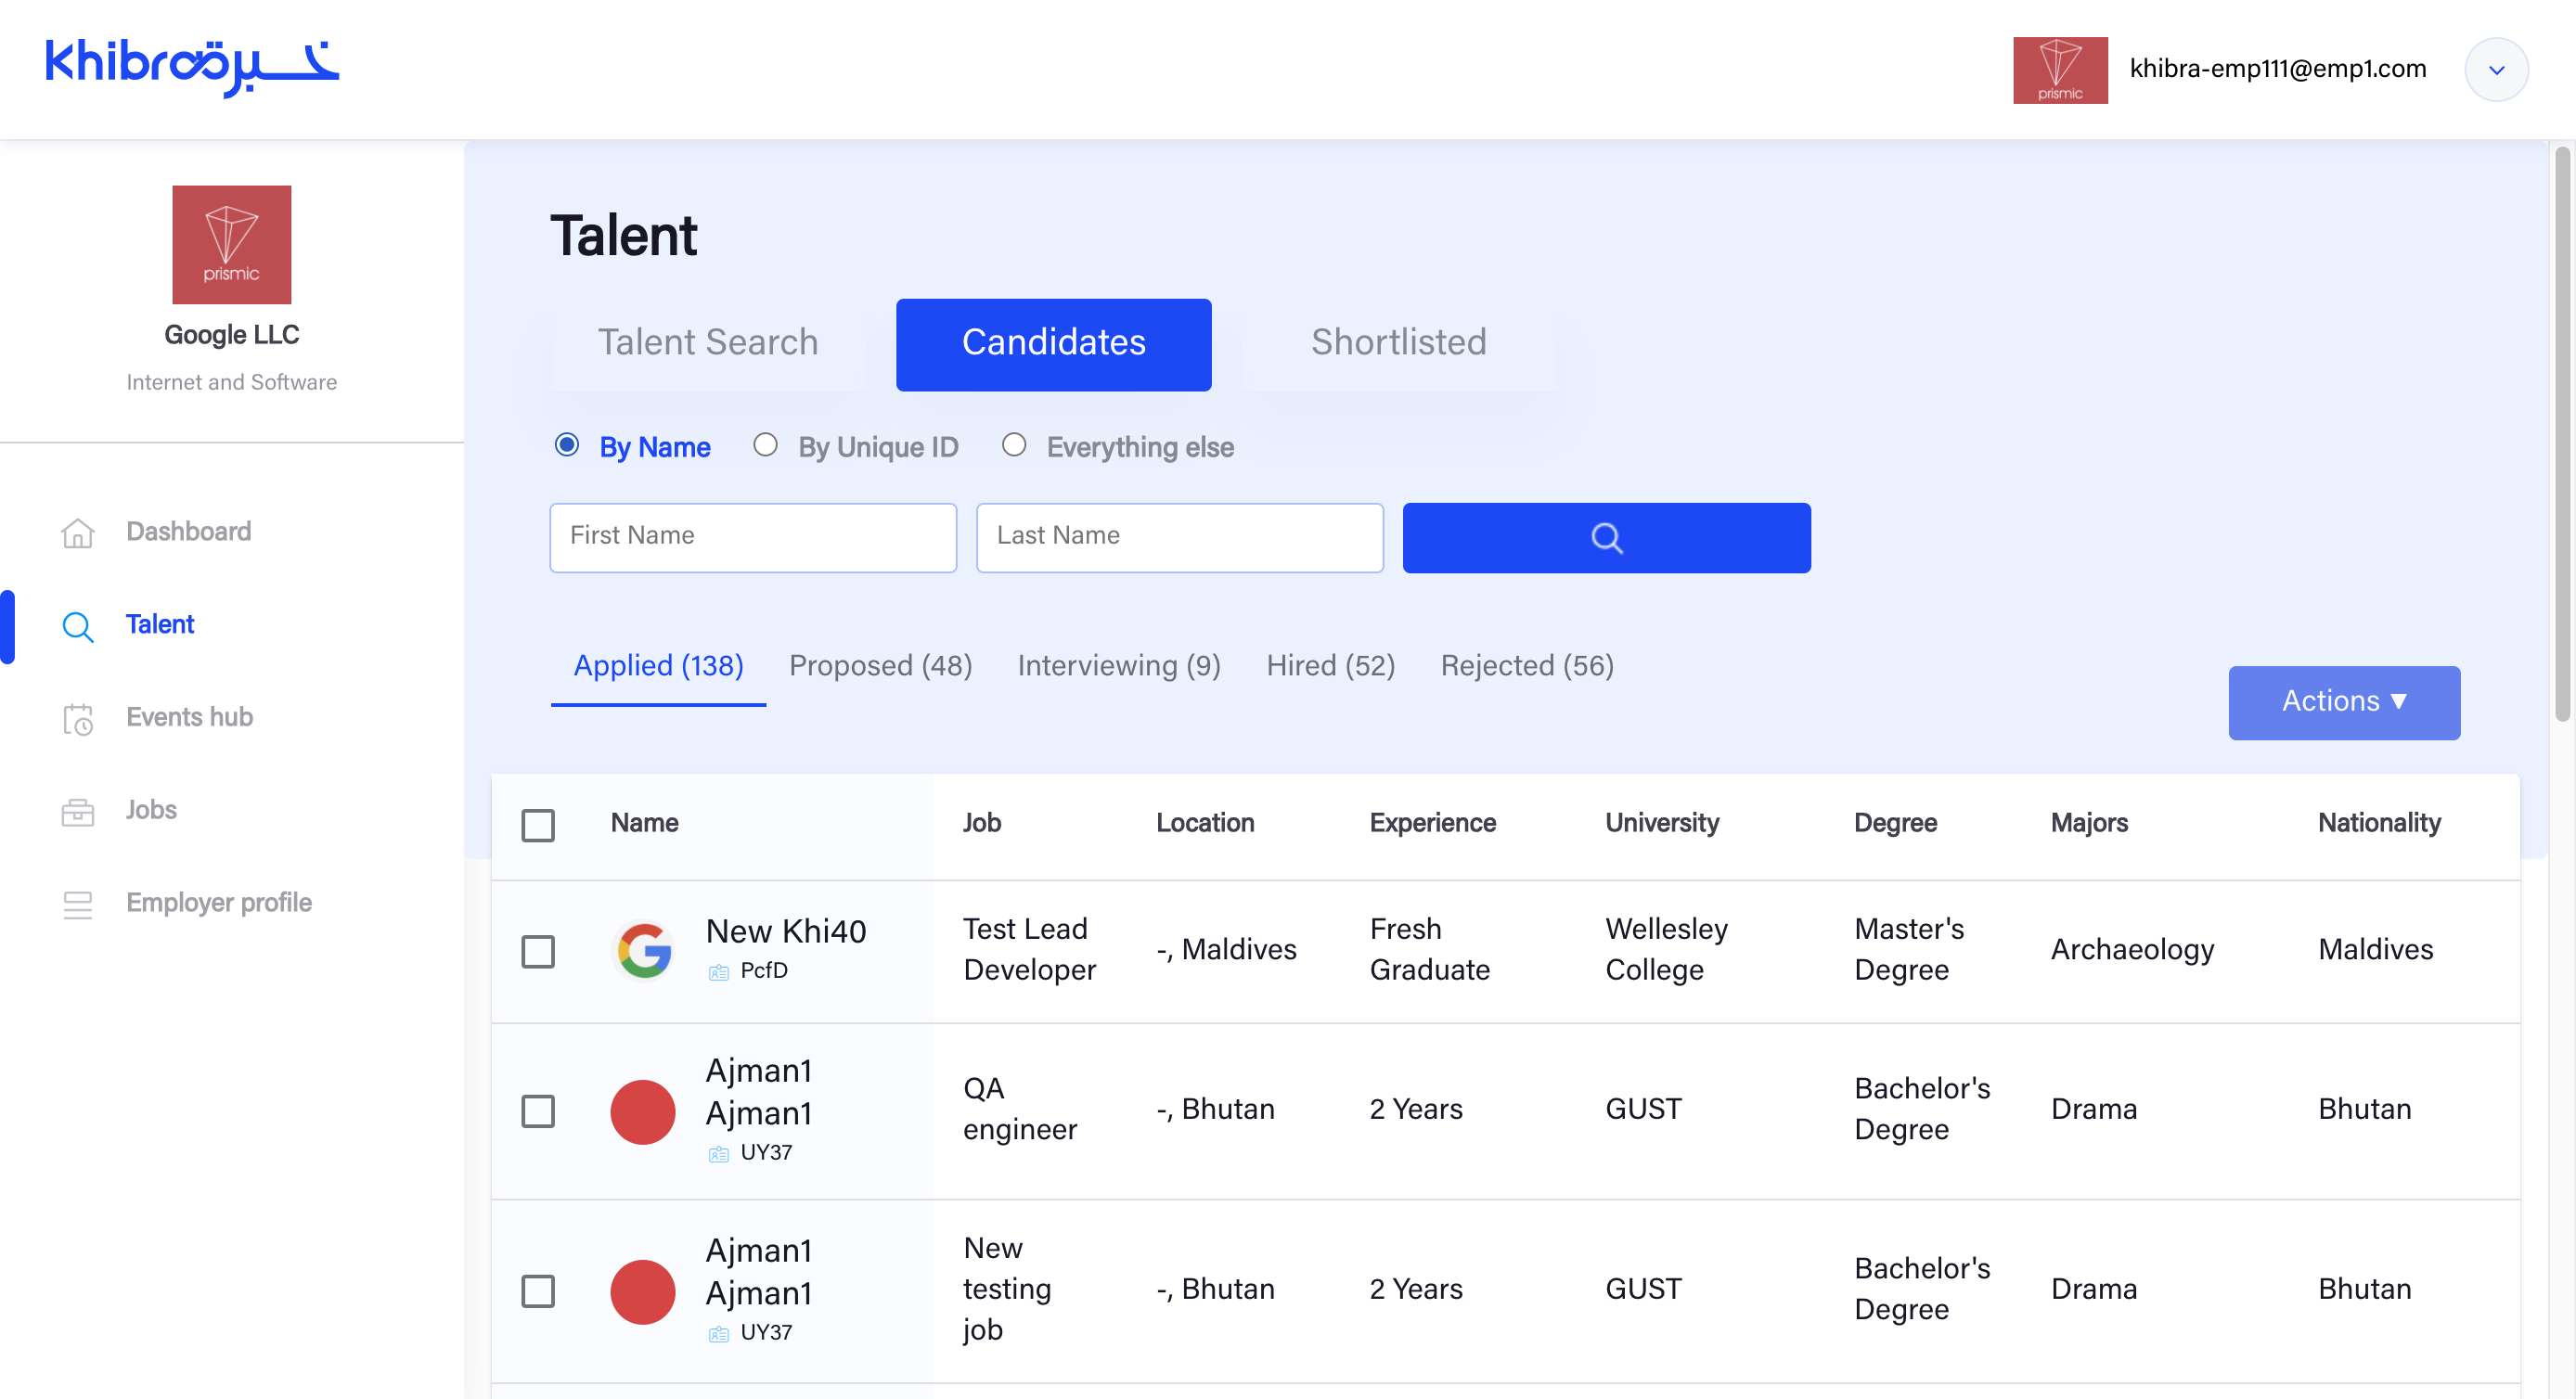 khibra خبرة
prismic
khibra-emp111@emp1.com
prismic
Google LLC
Internet and Software
Dashboard
Talent
Events hub
Jobs
Employer profile
Talent
Talent Search Candidates Shortlisted
By Name By Unique ID Everything else
First Name Last Name
Applied (138) Proposed (48) Interviewing (9) Hired (52) Rejected (56)
Actions ▼
Name Job Location Experience University Degree Majors Nationality
New Khi40
PcfD
Test Lead
Developer
-, Maldives
Fresh
Graduate
Wellesley
College
Master's
Degree
Archaeology
Maldives
Ajman1
Ajman1
UY37
QA
engineer
-, Bhutan
2 Years
GUST
Bachelor's
Degree
Drama
Bhutan
Ajman1
Ajman1
UY37
New
testing
job
-, Bhutan
2 Years
GUST
Bachelor's
Degree
Drama
Bhutan